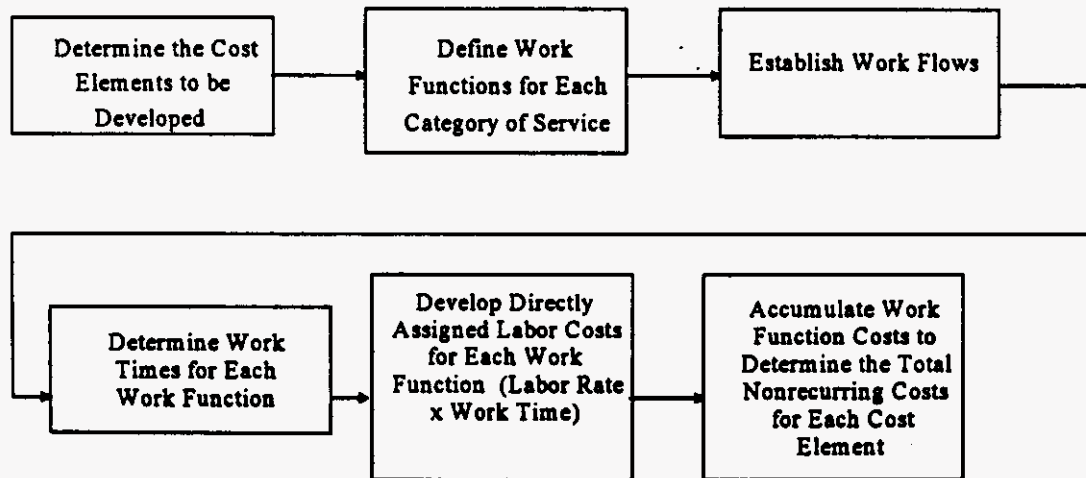 Determine the Cost
Elements to be
Developed
Define Work
Functions for Each
Category of Service
Establish Work Flows
Determine Work
Times for Each
Work Function
Develop Directly
Assigned Labor Costs
for Each Work
Function (Labor Rate
x Work Time)
Accumulate Work
Function Costs to
Determine the Total
Nonrecurring Costs
for Each Cost
Element